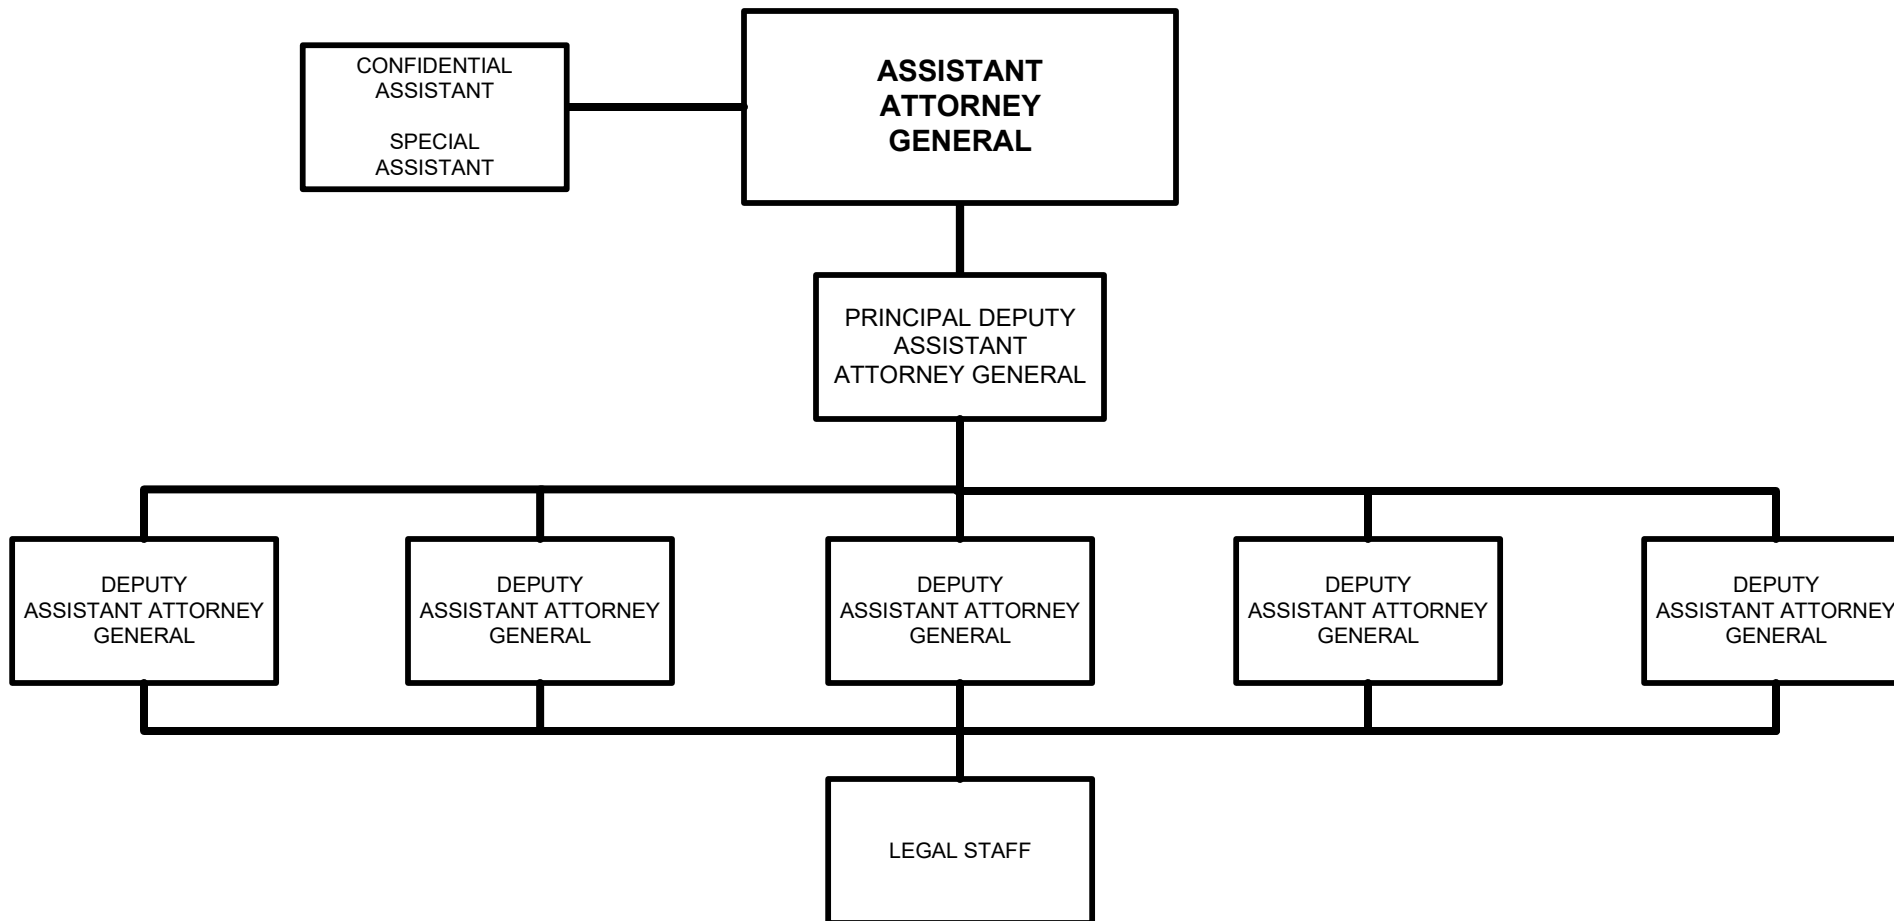 CONFIDENTIAL
ASSISTANT
SPECIAL
ASSISTANT
ASSISTANT
ATTORNEY
GENERAL
PRINCIPAL DEPUTY
ASSISTANT
ATTORNEY GENERAL
DEPUTY
ASSISTANT ATTORNEY
GENERAL
DEPUTY
ASSISTANT ATTORNEY
GENERAL
DEPUTY
ASSISTANT ATTORNEY
GENERAL
DEPUTY
ASSISTANT ATTORNEY
GENERAL
DEPUTY
ASSISTANT ATTORNEY
GENERAL
LEGAL STAFF